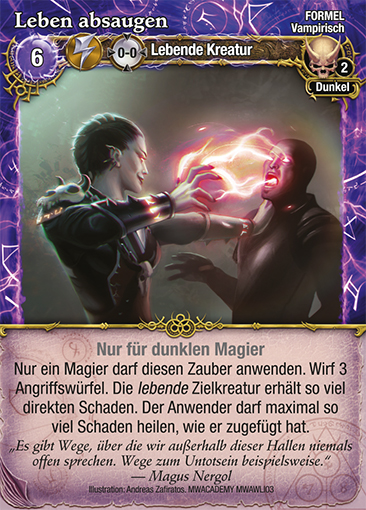 Leben absaugen
FORMEL
Vampirisch
6
0-0
Lebende Kreatur
2
Dunkel
Nur für dunklen Magier
Nur ein Magier darf diesen Zauber anwenden. Wirf 3
Angriffswürfel. Die lebende Zielkreatur erhält so viel
direkten Schaden. Der Anwender darf maximal so
viel Schaden heilen, wie er zugefügt hat.
„Es gibt Wege, über die wir außerhalb dieser Hallen niemals
offen sprechen. Wege zum Untotsein beispielsweise.“
— Magus Nergol
Illustration: Andreas Zafiratos. MWACADEMY MWAWLI03